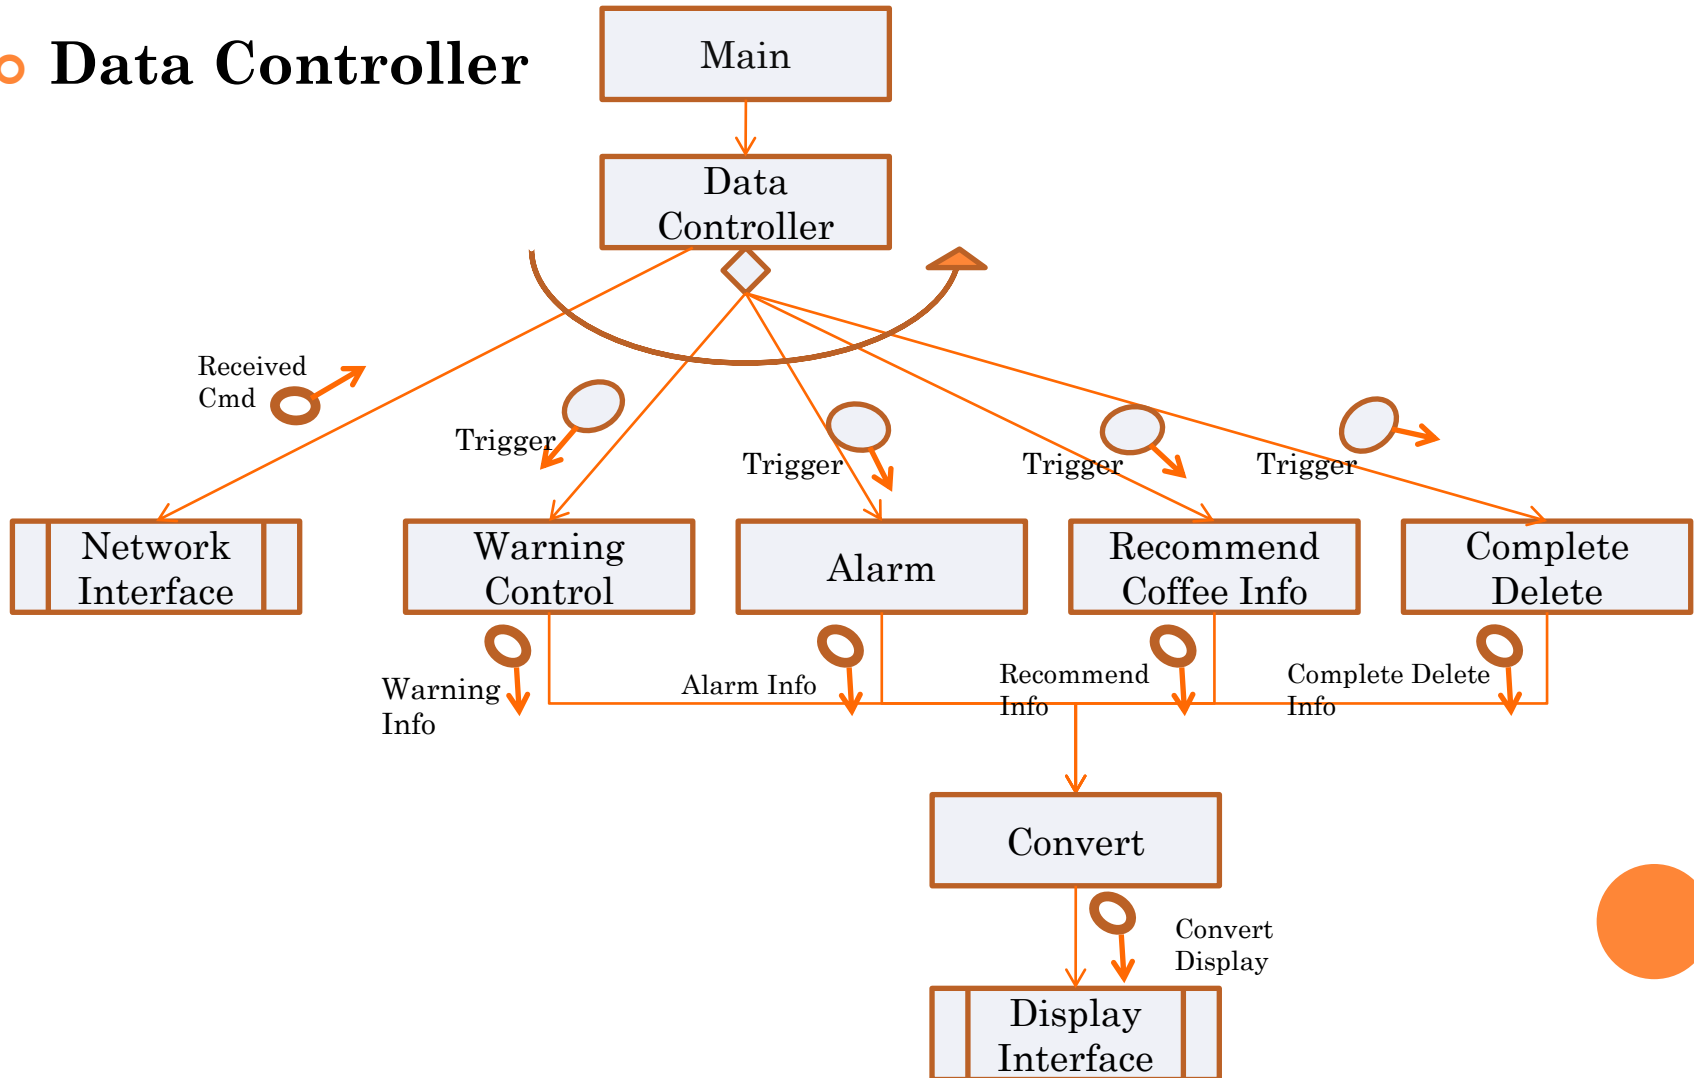 Data Controller
Main
Data
Controller
Received
Cmd
Trigger
Trigger
Trigger
Trigger
Network
Interface
Warning
Control
Alarm
Recommend
Coffee Info
Complete
Delete
Warning
Info
Alarm Info
Recommend
Info
Complete Delete
Info
Convert
Convert
Display
Display
Interface